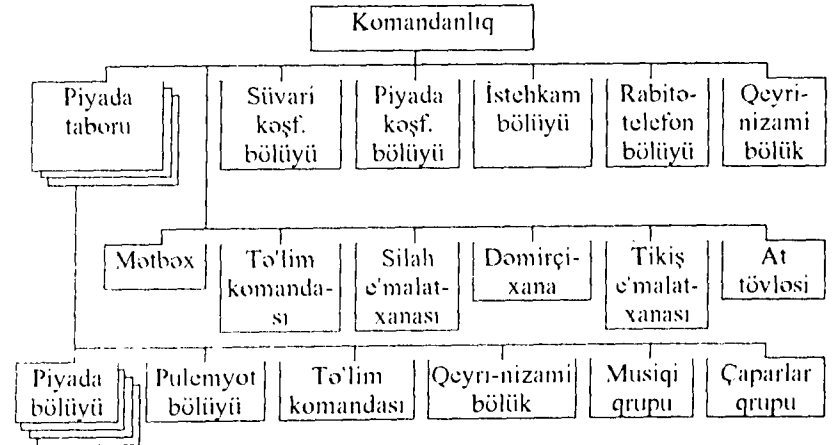 Komandanlıq
Piyada
taboru
Süvari
kəşf.
bölüyü
Piyada
kəşf.
bölüyü
İstehkam
bölüyü
Rabitə-
telefon
bölüyü
Qeyri-
nizami
bölük
Mətbəx
Tə'lim
komanda-
sı
Silah
e'malat-
xanası
Dəmirçi-
xana
Tikiş
e'malat-
xanası
At
tövləsi
Piyada
bölüyü
Pulemyot
bölüyü
Tə'lim
komandası
Qeyri-nizami
bölük
Musiqi
qrupu
Çaparlar
qrupu